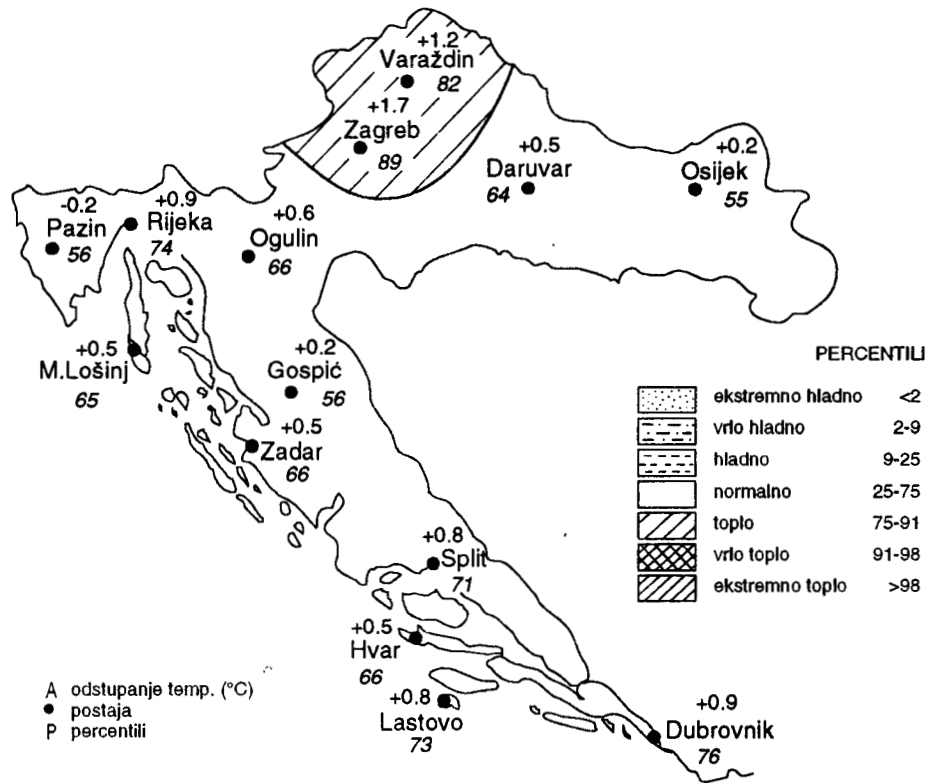 +1.2
Varaždin
82
+1.7
Zagreb
89
+0.5
Daruvar
64
+0.2
Osijek
55
-0.2
Pazin
56
+0.9
Rijeka
74
+0.6
Ogulin
66
+0.5
M.Lošinj
65
+0.2
Gospić
56
+0.5
Zadar
66
+0.8
Split
71
+0.5
Hvar
66
+0.8
Lastovo
73
+0.9
Dubrovnik
76
PERCENTILI
ekstremno hladno <2
vrlo hladno 2-9
hladno 9-25
normalno 25-75
toplo 75-91
vrlo toplo 91-98
ekstremno toplo >98
A odstupanje temp. (°C)
postaja
P percentili